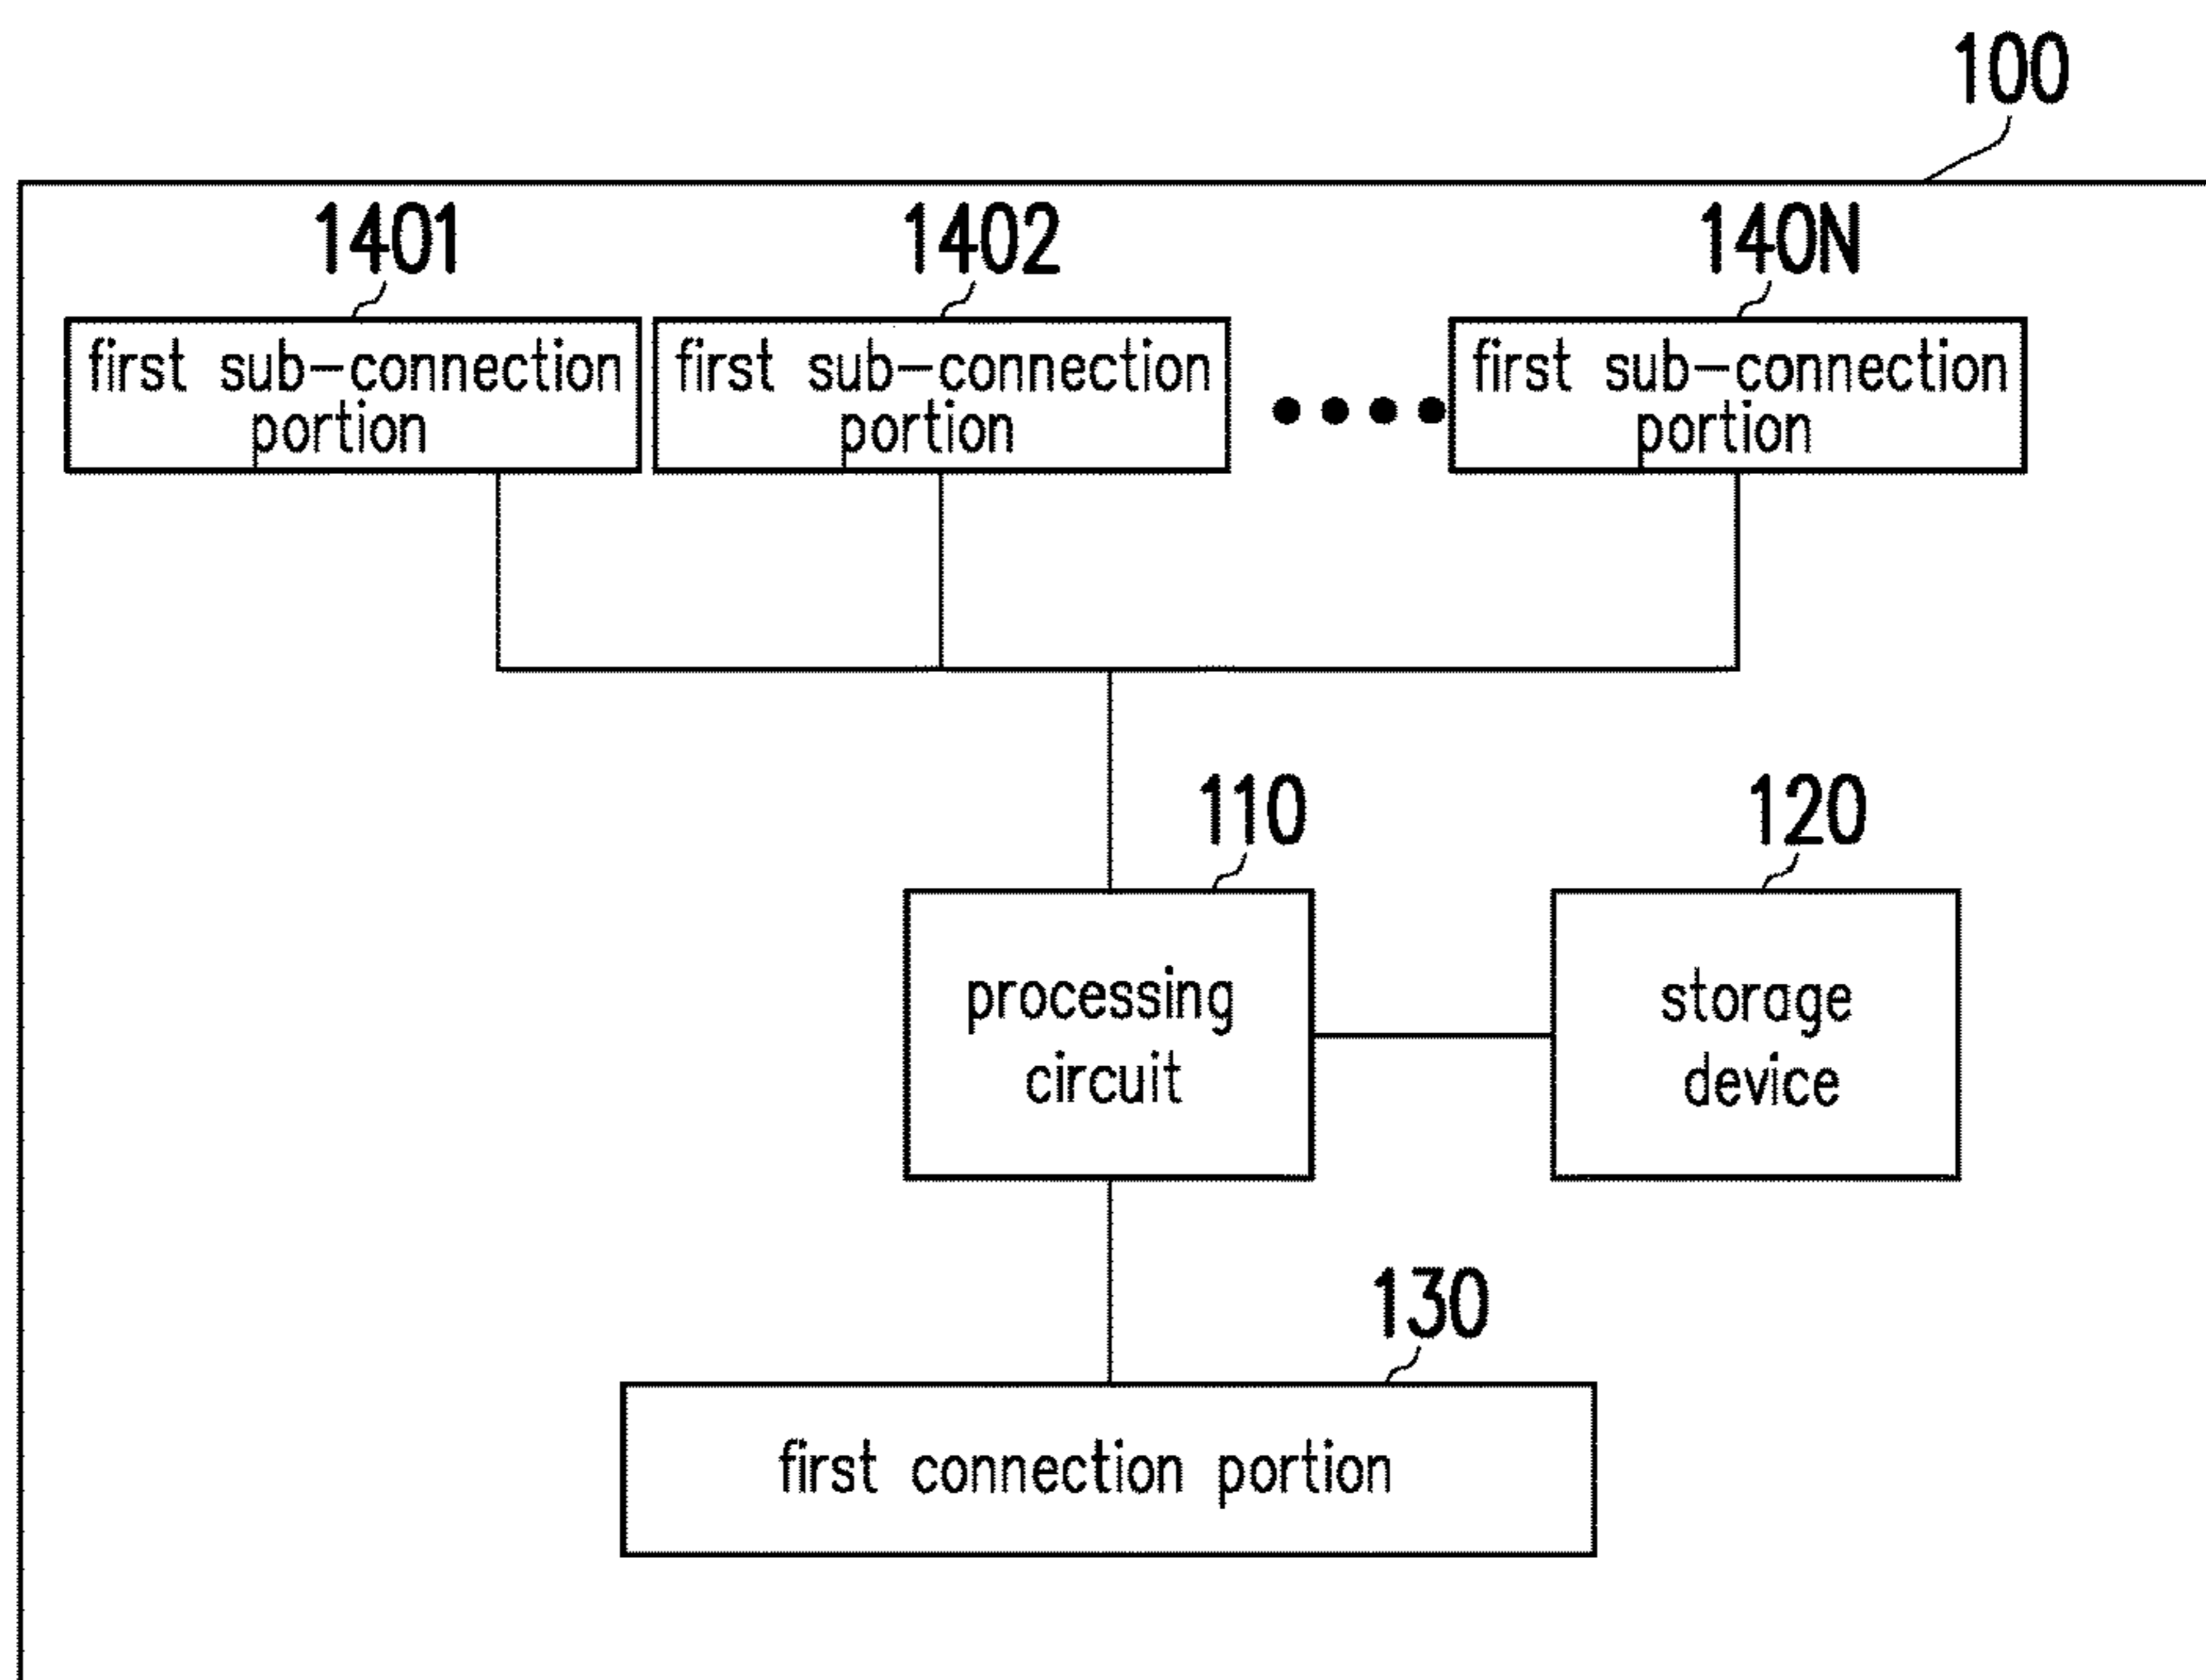 100
1401
1402
140N
first sub-connection
portion
first sub-connection
portion
first sub-connection
portion
110
120
processing
circuit
storage
device
130
first connection portion